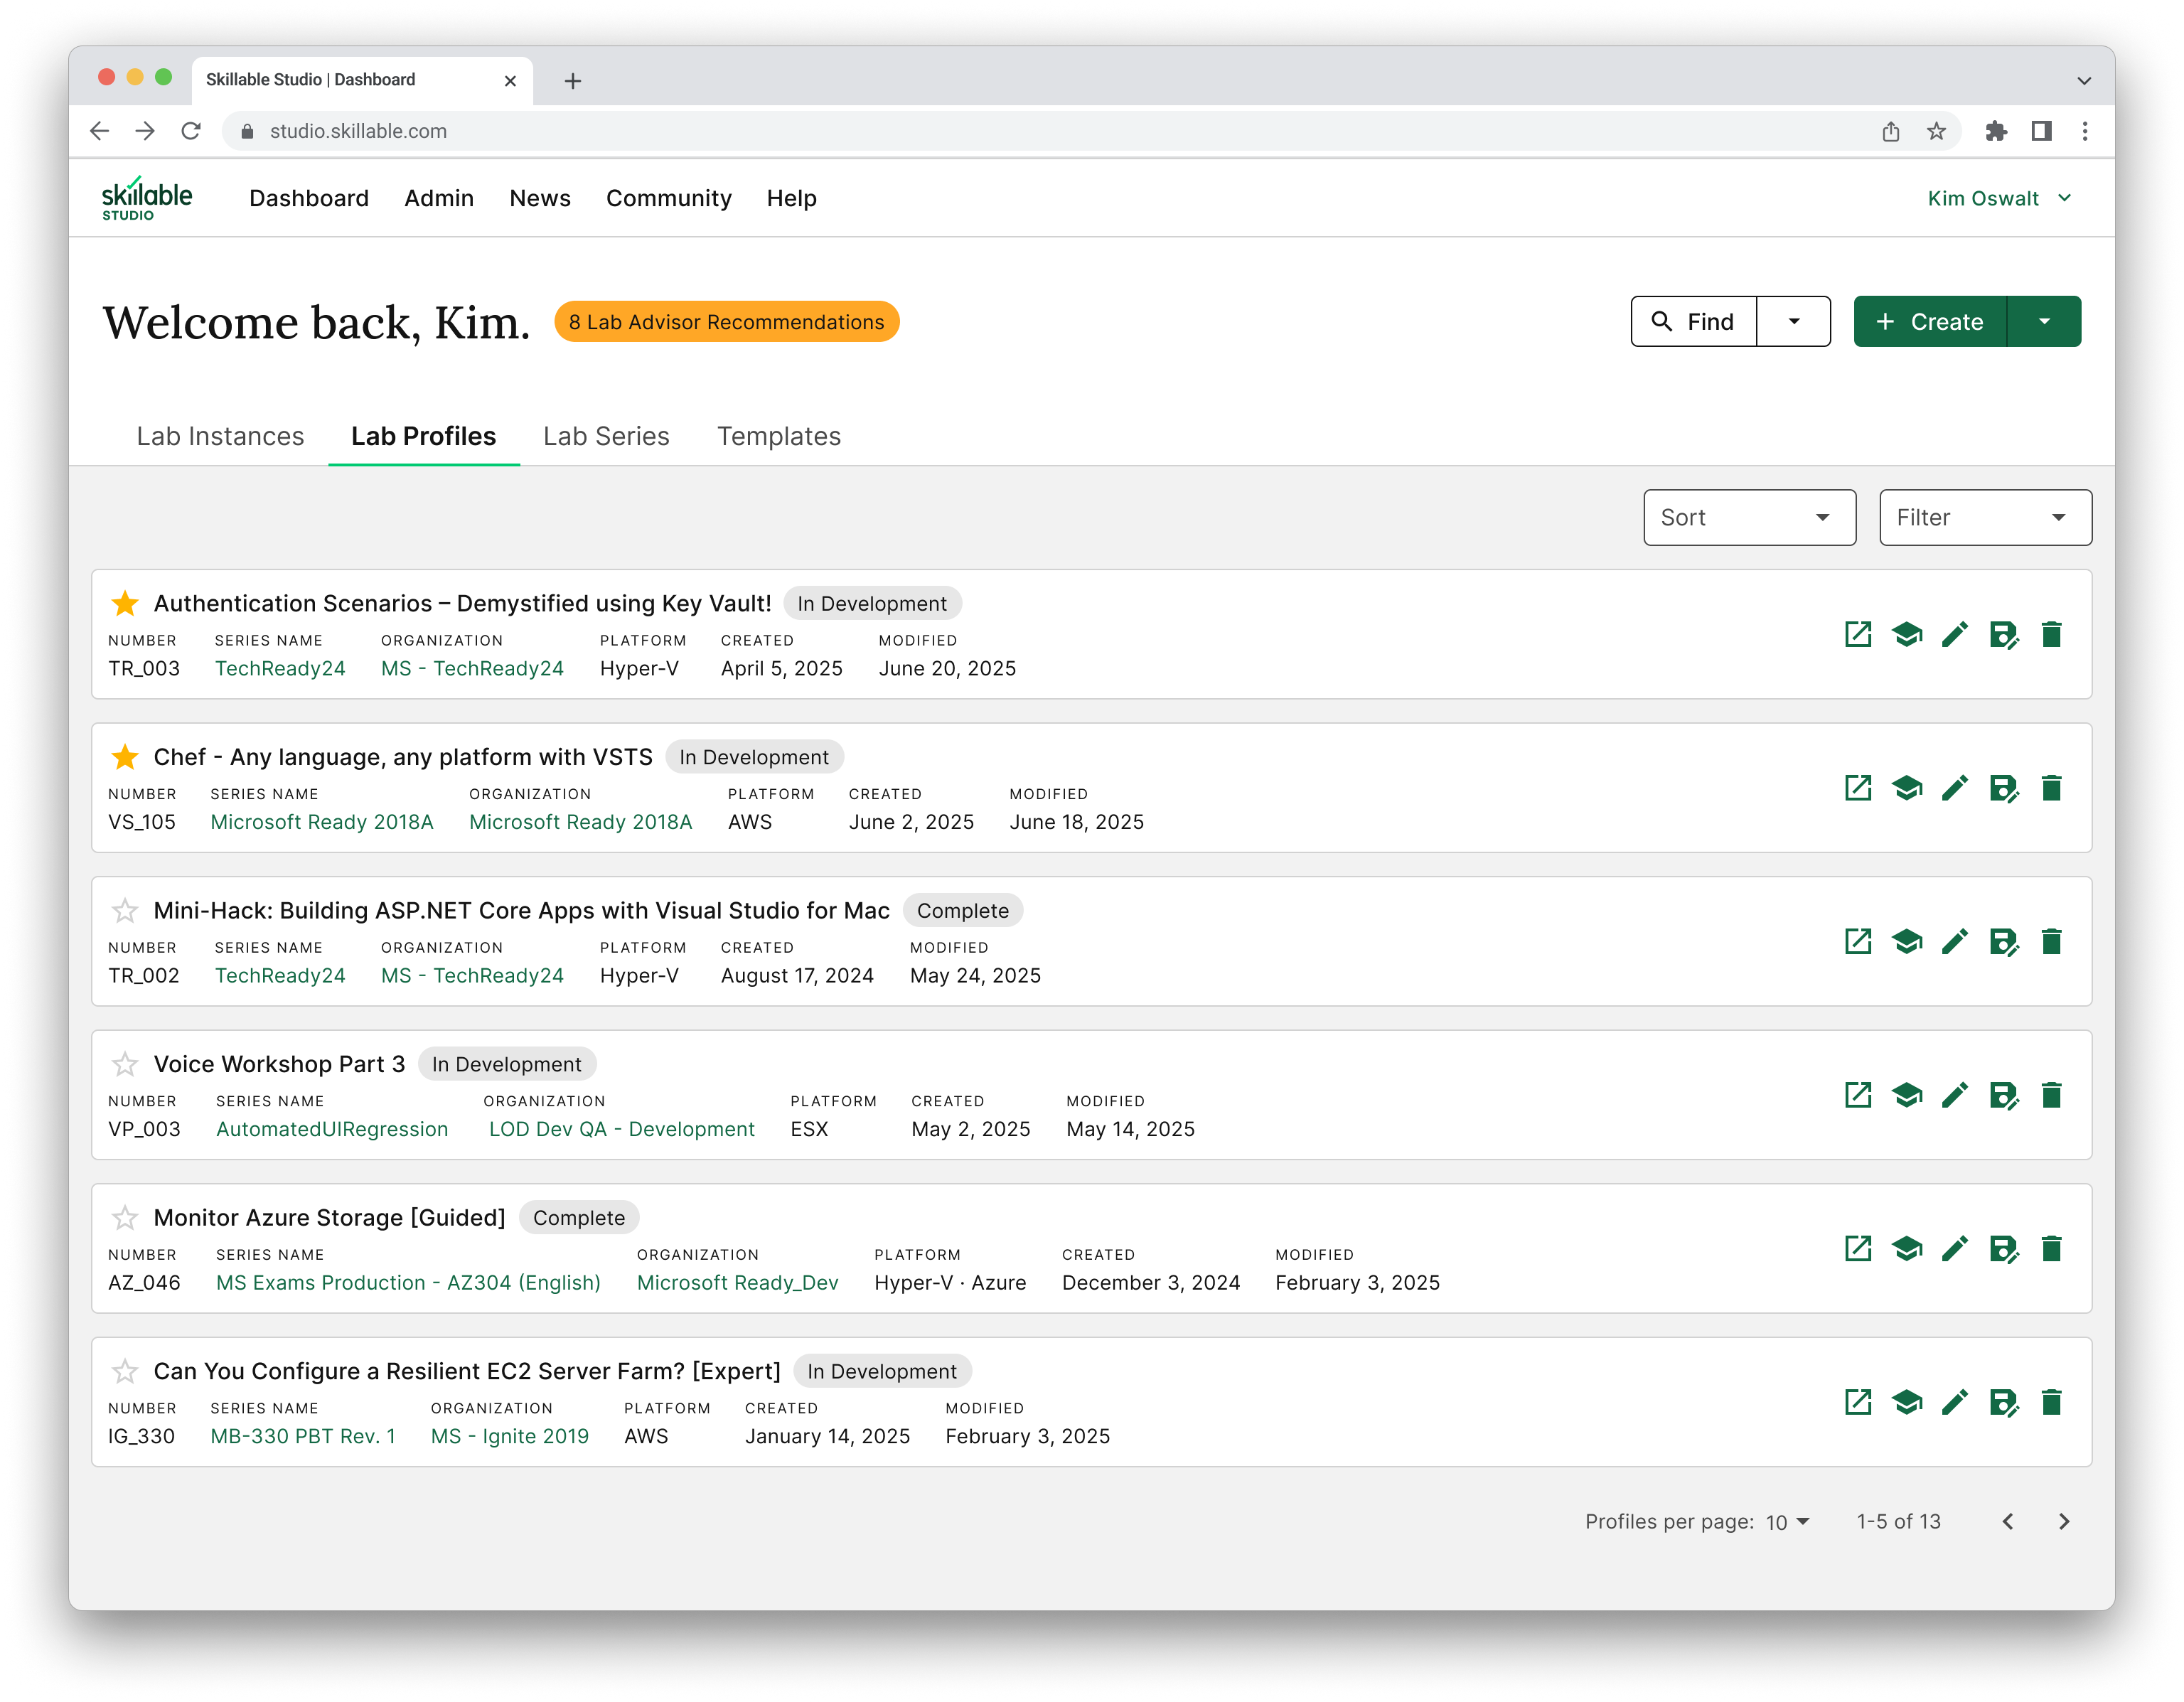 Skillable Studio | Dashboard
studio.skillable.com
skillable
STUDIO
Dashboard Admin News Community Help
Kim Oswalt
Welcome back, Kim.
8 Lab Advisor Recommendations
Find
+ Create
Lab Instances Lab Profiles Lab Series Templates
Sort
Filter
Authentication Scenarios – Demystified using Key Vault! In Development
NUMBER SERIES NAME ORGANIZATION PLATFORM CREATED MODIFIED
TR_003 TechReady24 MS - TechReady24 Hyper-V April 5, 2025 June 20, 2025
Chef - Any language, any platform with VSTS In Development
NUMBER SERIES NAME ORGANIZATION PLATFORM CREATED MODIFIED
VS_105 Microsoft Ready 2018A Microsoft Ready 2018A AWS June 2, 2025 June 18, 2025
Mini-Hack: Building ASP.NET Core Apps with Visual Studio for Mac Complete
NUMBER SERIES NAME ORGANIZATION PLATFORM CREATED MODIFIED
TR_002 TechReady24 MS - TechReady24 Hyper-V August 17, 2024 May 24, 2025
Voice Workshop Part 3 In Development
NUMBER SERIES NAME ORGANIZATION PLATFORM CREATED MODIFIED
VP_003 AutomatedUIRegression LOD Dev QA - Development ESX May 2, 2025 May 14, 2025
Monitor Azure Storage [Guided] Complete
NUMBER SERIES NAME ORGANIZATION PLATFORM CREATED MODIFIED
AZ_046 MS Exams Production - AZ304 (English) Microsoft Ready_Dev Hyper-V · Azure December 3, 2024 February 3, 2025
Can You Configure a Resilient EC2 Server Farm? [Expert] In Development
NUMBER SERIES NAME ORGANIZATION PLATFORM CREATED MODIFIED
IG_330 MB-330 PBT Rev. 1 MS - Ignite 2019 AWS January 14, 2025 February 3, 2025
Profiles per page: 10 1-5 of 13